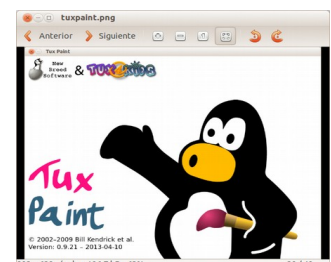 tuxpaint.png
Anterior Siguiente
Tux Paint
New
Breed
Software & TUX4KIDS
Tux
Paint
© 2002–2009 Bill Kendrick et al.
Version: 0.9.21 – 2013-04-10